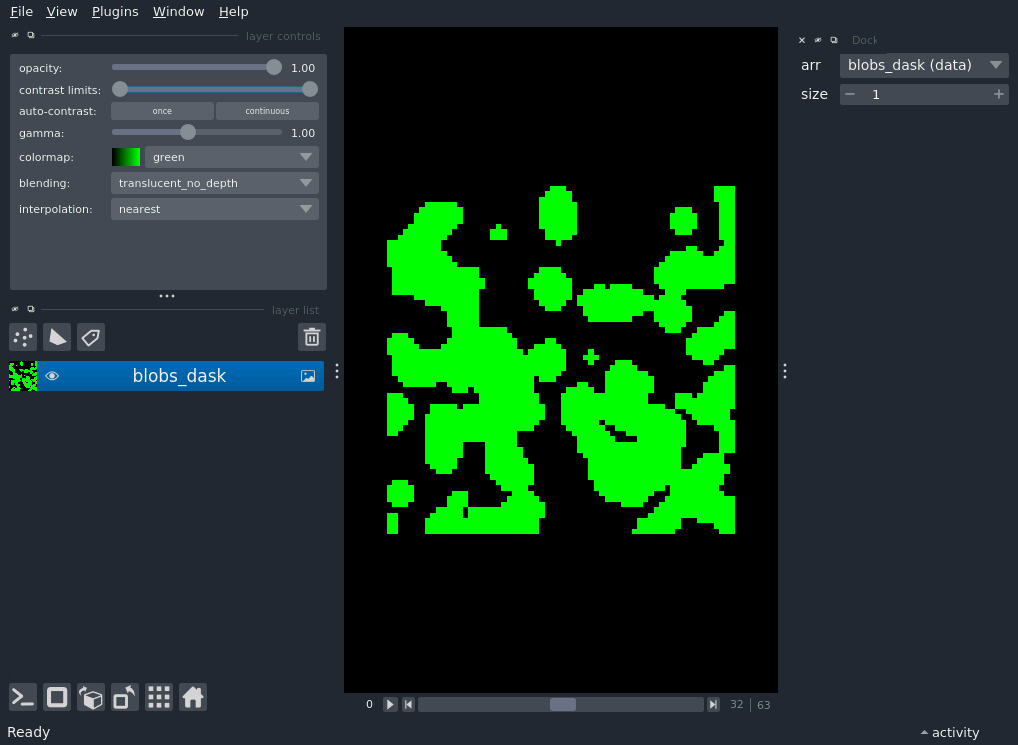 File View Plugins Window Help
layer controls
opacity: 1.00
contrast limits:
auto-contrast: once continuous
gamma: 1.00
colormap: green
blending: translucent_no_depth
interpolation: nearest
layer list
blobs_dask
0 32 63
Ready
activity
Dock
arr blobs_dask (data)
size 1